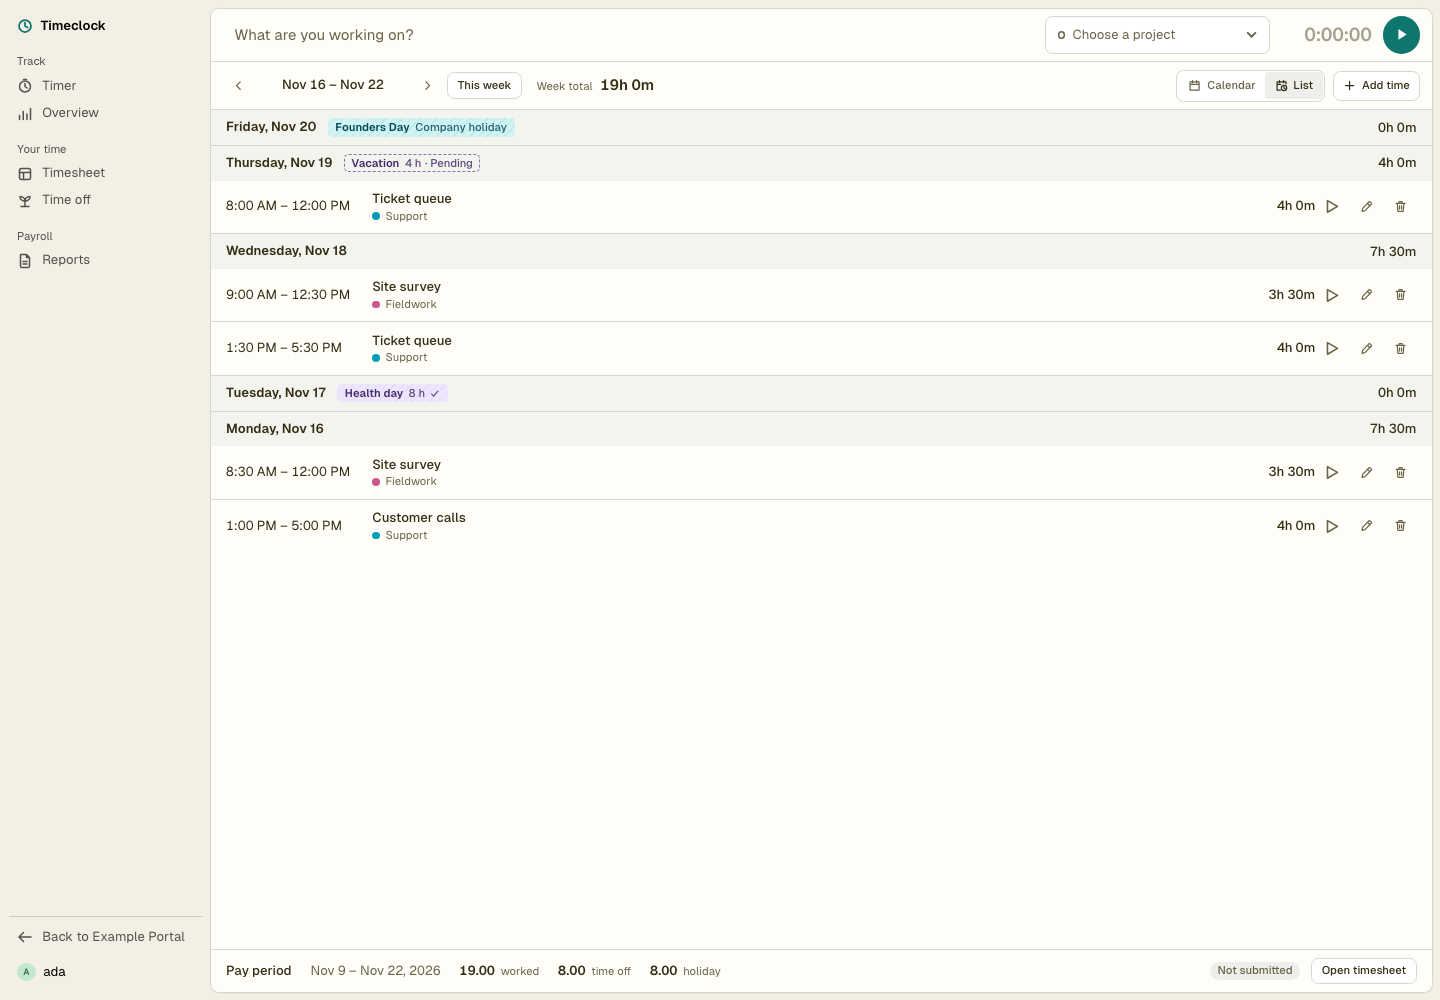 Timeclock
Track
Timer
Overview
Your time
Timesheet
Time off
Payroll
Reports
Back to Example Portal
A ada
What are you working on?
Choose a project
0:00:00
Nov 16 – Nov 22
This week
Week total 19h 0m
Calendar
List
Add time
Friday, Nov 20 Founders Day Company holiday 0h 0m
Thursday, Nov 19 Vacation 4 h · Pending 4h 0m
8:00 AM – 12:00 PM Ticket queue 4h 0m
Support
Wednesday, Nov 18 7h 30m
9:00 AM – 12:30 PM Site survey 3h 30m
Fieldwork
1:30 PM – 5:30 PM Ticket queue 4h 0m
Support
Tuesday, Nov 17 Health day 8 h 0h 0m
Monday, Nov 16 7h 30m
8:30 AM – 12:00 PM Site survey 3h 30m
Fieldwork
1:00 PM – 5:00 PM Customer calls 4h 0m
Support
Pay period Nov 9 – Nov 22, 2026 19.00 worked 8.00 time off 8.00 holiday Not submitted Open timesheet